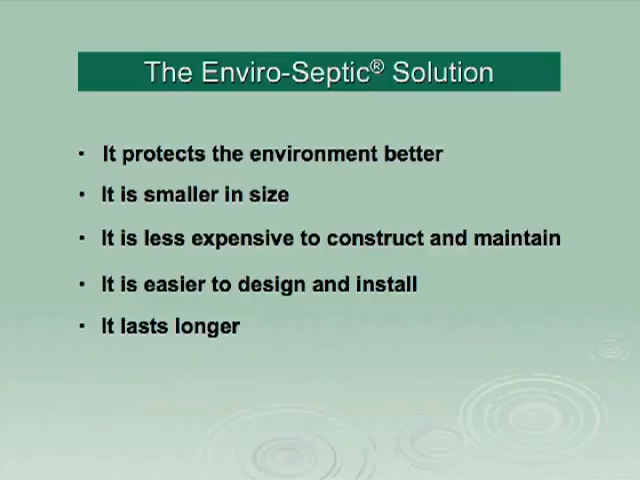 The Enviro-Septic® Solution
· It protects the environment better
· It is smaller in size
· It is less expensive to construct and maintain
· It is easier to design and install
· It lasts longer